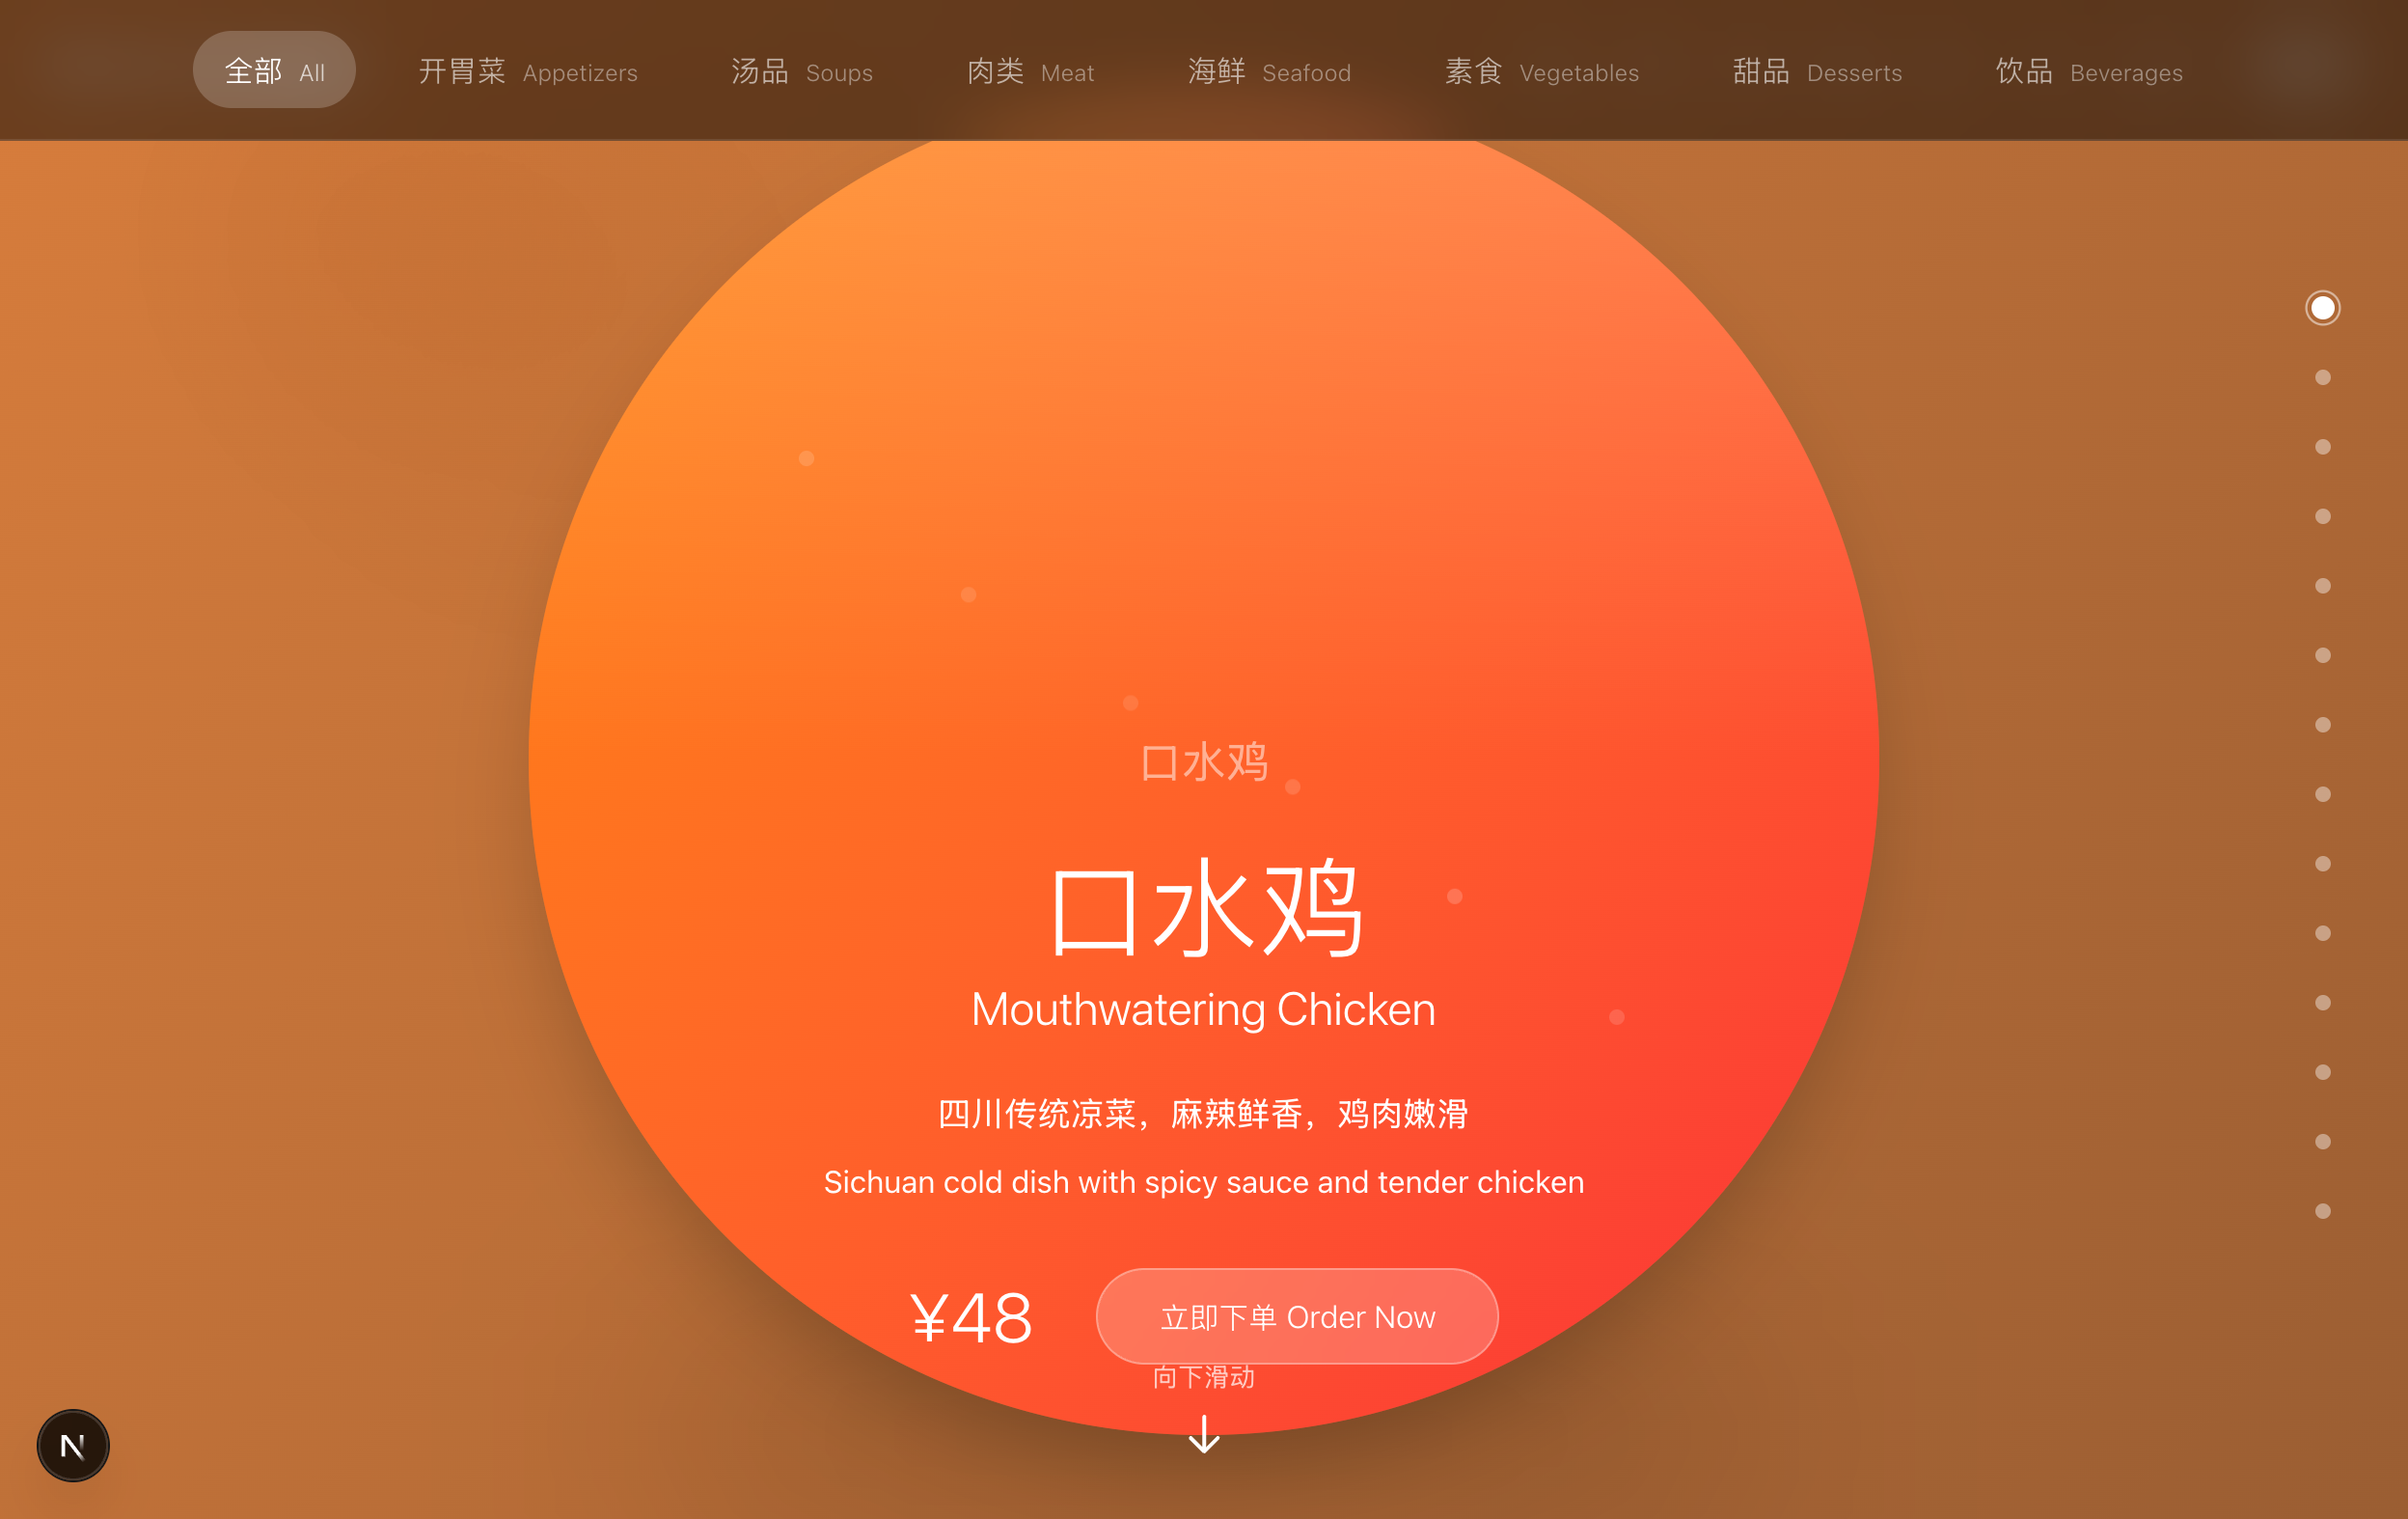 全部 All 开胃菜 Appetizers 汤品 Soups 肉类 Meat 海鲜 Seafood 素食 Vegetables 甜品 Desserts 饮品 Beverages
口水鸡
口水鸡
Mouthwatering Chicken
四川传统凉菜，麻辣鲜香，鸡肉嫩滑
Sichuan cold dish with spicy sauce and tender chicken
¥48 立即下单 Order Now
向下滑动
N